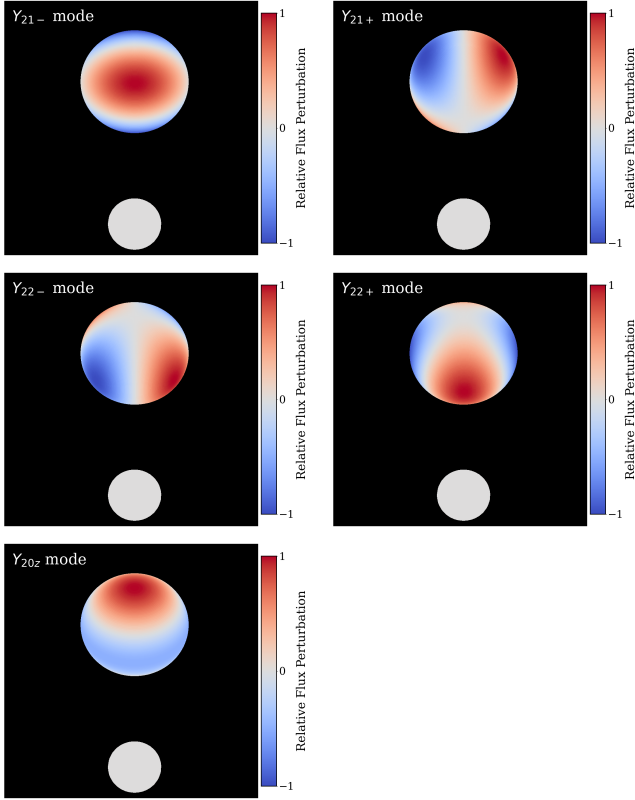 Y21− mode
1
0
−1
Relative Flux Perturbation
Y21+ mode
1
0
−1
Relative Flux Perturbation
Y22− mode
1
0
−1
Relative Flux Perturbation
Y22+ mode
1
0
−1
Relative Flux Perturbation
Y20z mode
1
0
−1
Relative Flux Perturbation